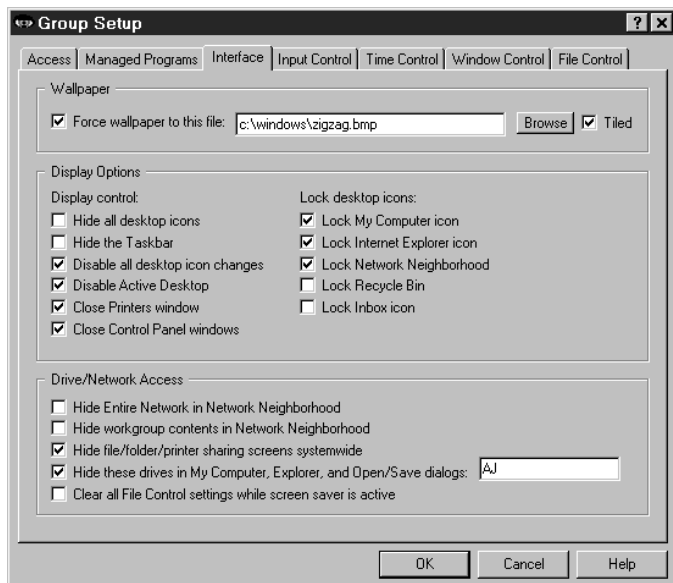 Group Setup
Access Managed Programs Interface Input Control Time Control Window Control File Control
Wallpaper
Force wallpaper to this file: c:\windows\zigzag.bmp Browse Tiled
Display Options
Display control: Lock desktop icons:
Hide all desktop icons Lock My Computer icon
Hide the Taskbar Lock Internet Explorer icon
Disable all desktop icon changes Lock Network Neighborhood
Disable Active Desktop Lock Recycle Bin
Close Printers window Lock Inbox icon
Close Control Panel windows
Drive/Network Access
Hide Entire Network in Network Neighborhood
Hide workgroup contents in Network Neighborhood
Hide file/folder/printer sharing screens systemwide
Hide these drives in My Computer, Explorer, and Open/Save dialogs: AJ
Clear all File Control settings while screen saver is active
OK Cancel Help